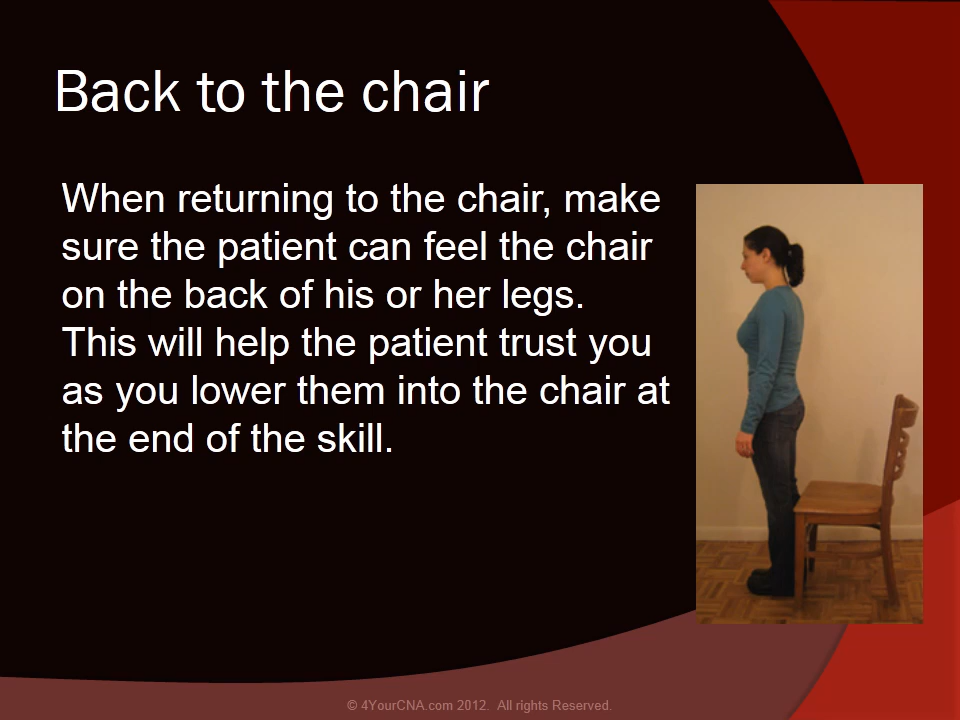 Back to the chair
When returning to the chair, make
sure the patient can feel the chair
on the back of his or her legs.
This will help the patient trust you
as you lower them into the chair at
the end of the skill.
© 4YourCNA.com 2012.  All rights Reserved.